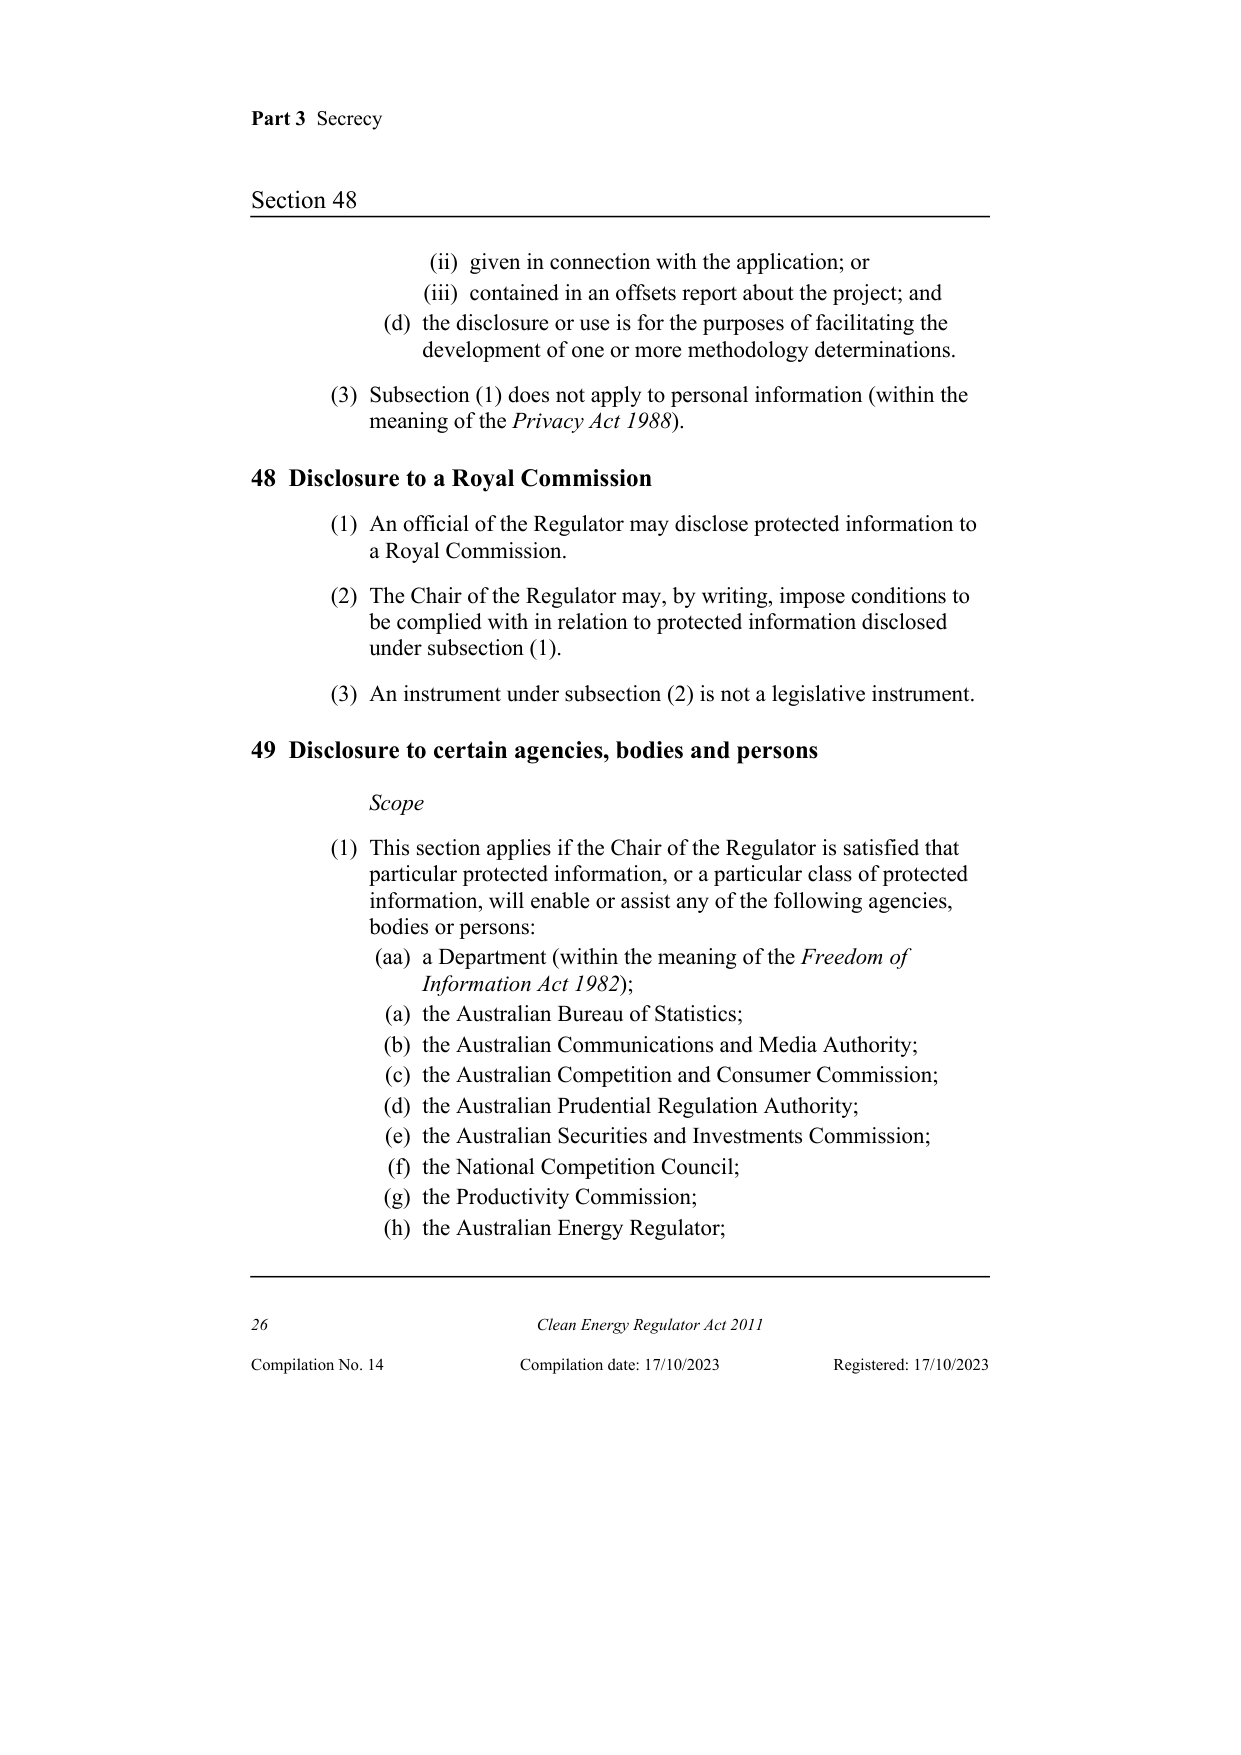 Part 3 Secrecy
Section 48
(ii) given in connection with the application; or
(iii) contained in an offsets report about the project; and
(d) the disclosure or use is for the purposes of facilitating the
development of one or more methodology determinations.
(3) Subsection (1) does not apply to personal information (within the
meaning of the Privacy Act 1988).
48 Disclosure to a Royal Commission
(1) An official of the Regulator may disclose protected information to
a Royal Commission.
(2) The Chair of the Regulator may, by writing, impose conditions to
be complied with in relation to protected information disclosed
under subsection (1).
(3) An instrument under subsection (2) is not a legislative instrument.
49 Disclosure to certain agencies, bodies and persons
Scope
(1) This section applies if the Chair of the Regulator is satisfied that
particular protected information, or a particular class of protected
information, will enable or assist any of the following agencies,
bodies or persons:
(aa) a Department (within the meaning of the Freedom of
Information Act 1982);
(a) the Australian Bureau of Statistics;
(b) the Australian Communications and Media Authority;
(c) the Australian Competition and Consumer Commission;
(d) the Australian Prudential Regulation Authority;
(e) the Australian Securities and Investments Commission;
(f) the National Competition Council;
(g) the Productivity Commission;
(h) the Australian Energy Regulator;
26 Clean Energy Regulator Act 2011
Compilation No. 14 Compilation date: 17/10/2023 Registered: 17/10/2023